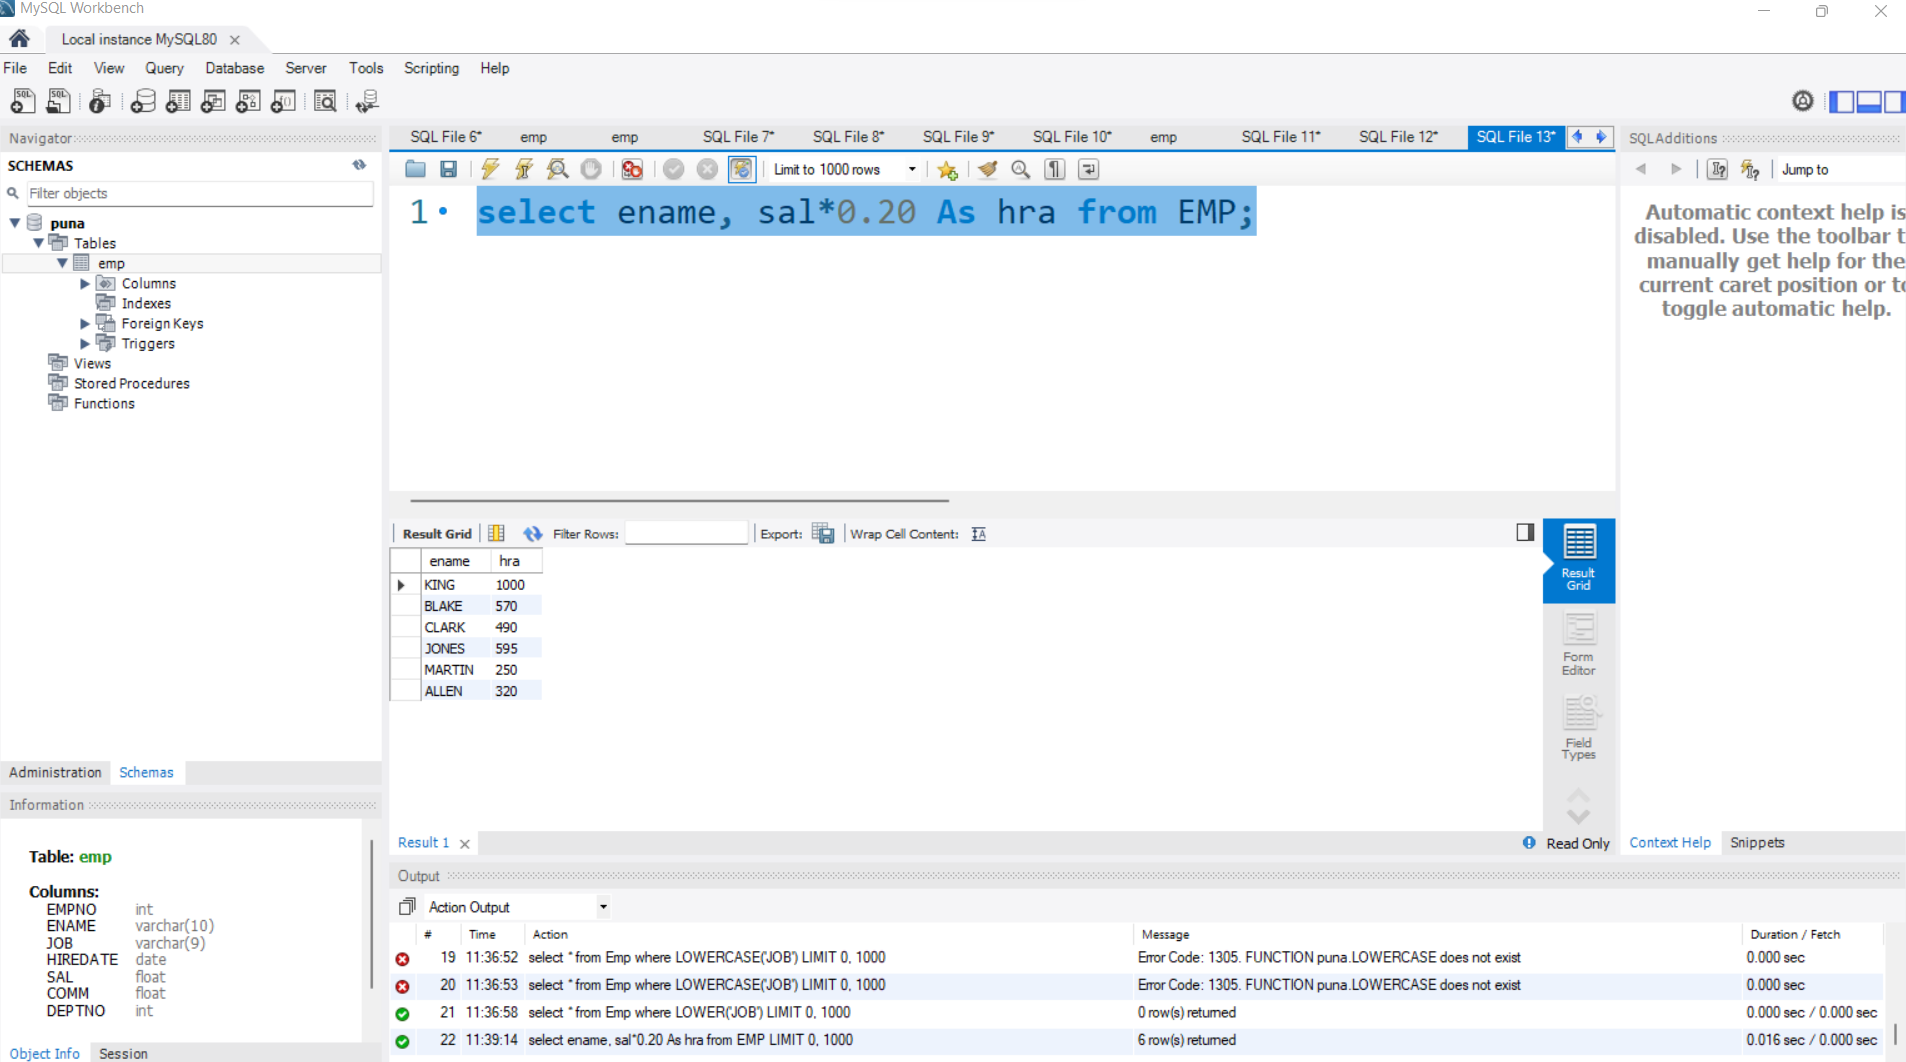 MySQL Workbench
Local instance MySQL80
File Edit View Query Database Server Tools Scripting Help
Navigator
SCHEMAS
Filter objects
puna
Tables
emp
Columns
Indexes
Foreign Keys
Triggers
Views
Stored Procedures
Functions
Administration Schemas
Information
Table: emp
Columns:
EMPNO int
ENAME varchar(10)
JOB varchar(9)
HIREDATE date
SAL float
COMM float
DEPTNO int
Object Info Session
SQL File 6* emp emp SQL File 7* SQL File 8* SQL File 9* SQL File 10* emp SQL File 11* SQL File 12* SQL File 13*
Limit to 1000 rows
1 select ename, sal*0.20 As hra from EMP;
Result Grid Filter Rows: Export: Wrap Cell Content:
ename hra
KING 1000
BLAKE 570
CLARK 490
JONES 595
MARTIN 250
ALLEN 320
Result
Grid
Form
Editor
Field
Types
Result 1 Read Only
Output
Action Output
# Time Action Message Duration / Fetch
19 11:36:52 select * from Emp where LOWERCASE('JOB') LIMIT 0, 1000 Error Code: 1305. FUNCTION puna.LOWERCASE does not exist 0.000 sec
20 11:36:53 select * from Emp where LOWERCASE('JOB') LIMIT 0, 1000 Error Code: 1305. FUNCTION puna.LOWERCASE does not exist 0.000 sec
21 11:36:58 select * from Emp where LOWER('JOB') LIMIT 0, 1000 0 row(s) returned 0.000 sec / 0.000 sec
22 11:39:14 select ename, sal*0.20 As hra from EMP LIMIT 0, 1000 6 row(s) returned 0.016 sec / 0.000 sec
SQLAdditions
Jump to
Automatic context help is
disabled. Use the toolbar t
manually get help for the
current caret position or to
toggle automatic help.
Context Help Snippets